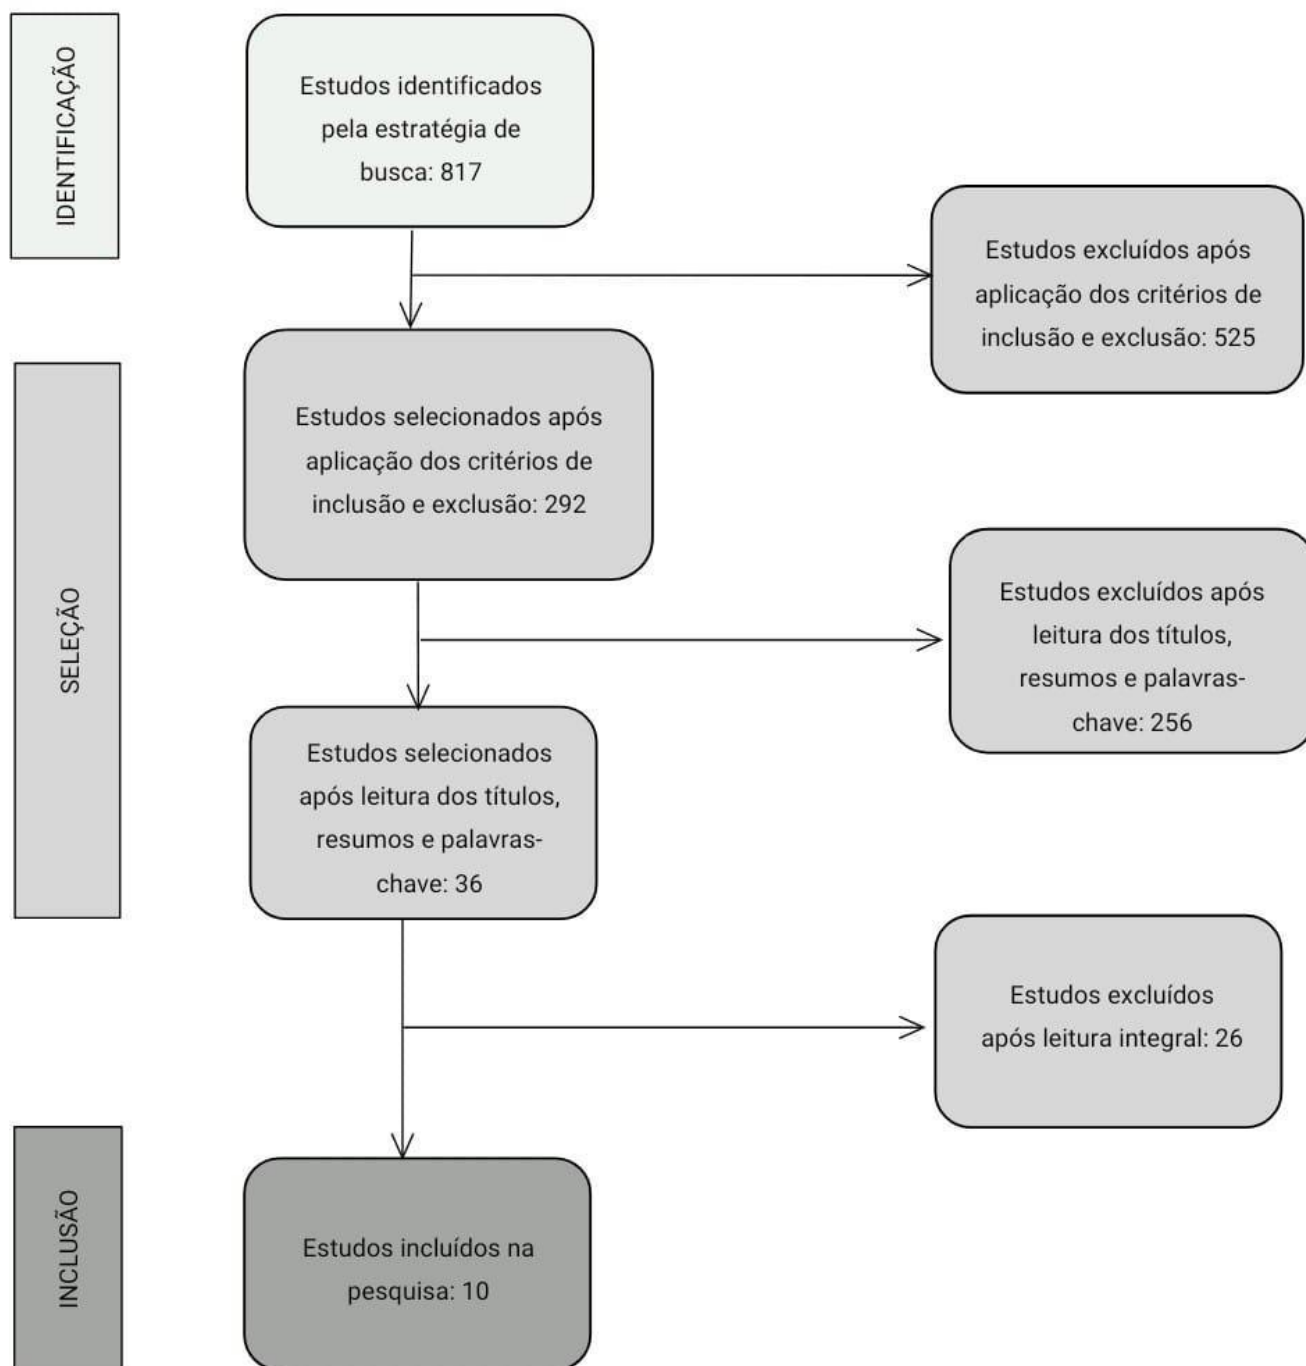 IDENTIFICAÇÃO
Estudos identificados
pela estratégia de
busca: 817
Estudos excluídos após
aplicação dos critérios de
inclusão e exclusão: 525
SELEÇÃO
Estudos selecionados após
aplicação dos critérios de
inclusão e exclusão: 292
Estudos excluídos após
leitura dos títulos,
resumos e palavras-
chave: 256
Estudos selecionados
após leitura dos títulos,
resumos e palavras-
chave: 36
Estudos excluídos
após leitura integral: 26
INCLUSÃO
Estudos incluídos na
pesquisa: 10